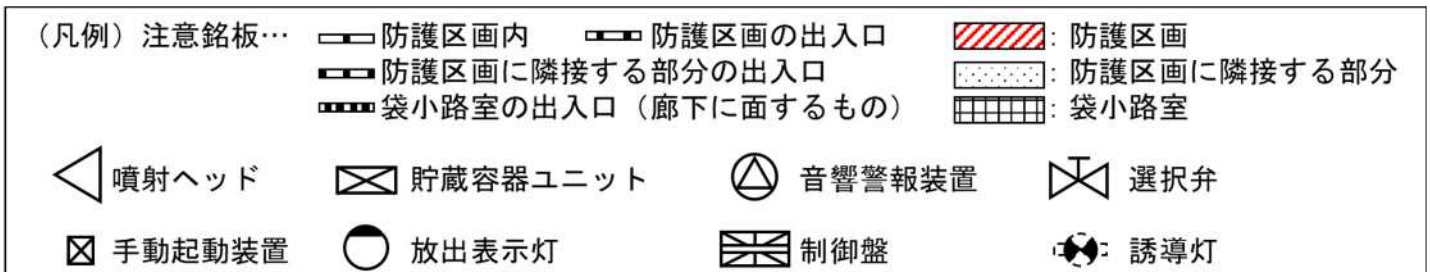 （凡例）注意銘板… 防護区画内 防護区画の出入口 : 防護区画
防護区画に隣接する部分の出入口 : 防護区画に隣接する部分
袋小路室の出入口（廊下に面するもの） : 袋小路室
噴射ヘッド 貯蔵容器ユニット 音響警報装置 選択弁
手動起動装置 放出表示灯 制御盤 誘導灯